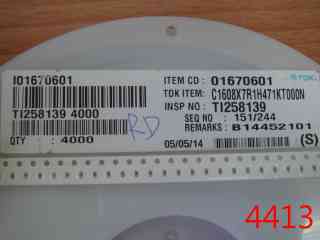 IO1670601
TI258139 4000
QTY : 4000
RD
ITEM CD : 01670601
TDK ITEM: C1608X7R1H471KT000N
INSP NO : TI258139
SEQ NO : 151/244
REMARKS : B14452101
05/05/14 (S)
TDK
4413